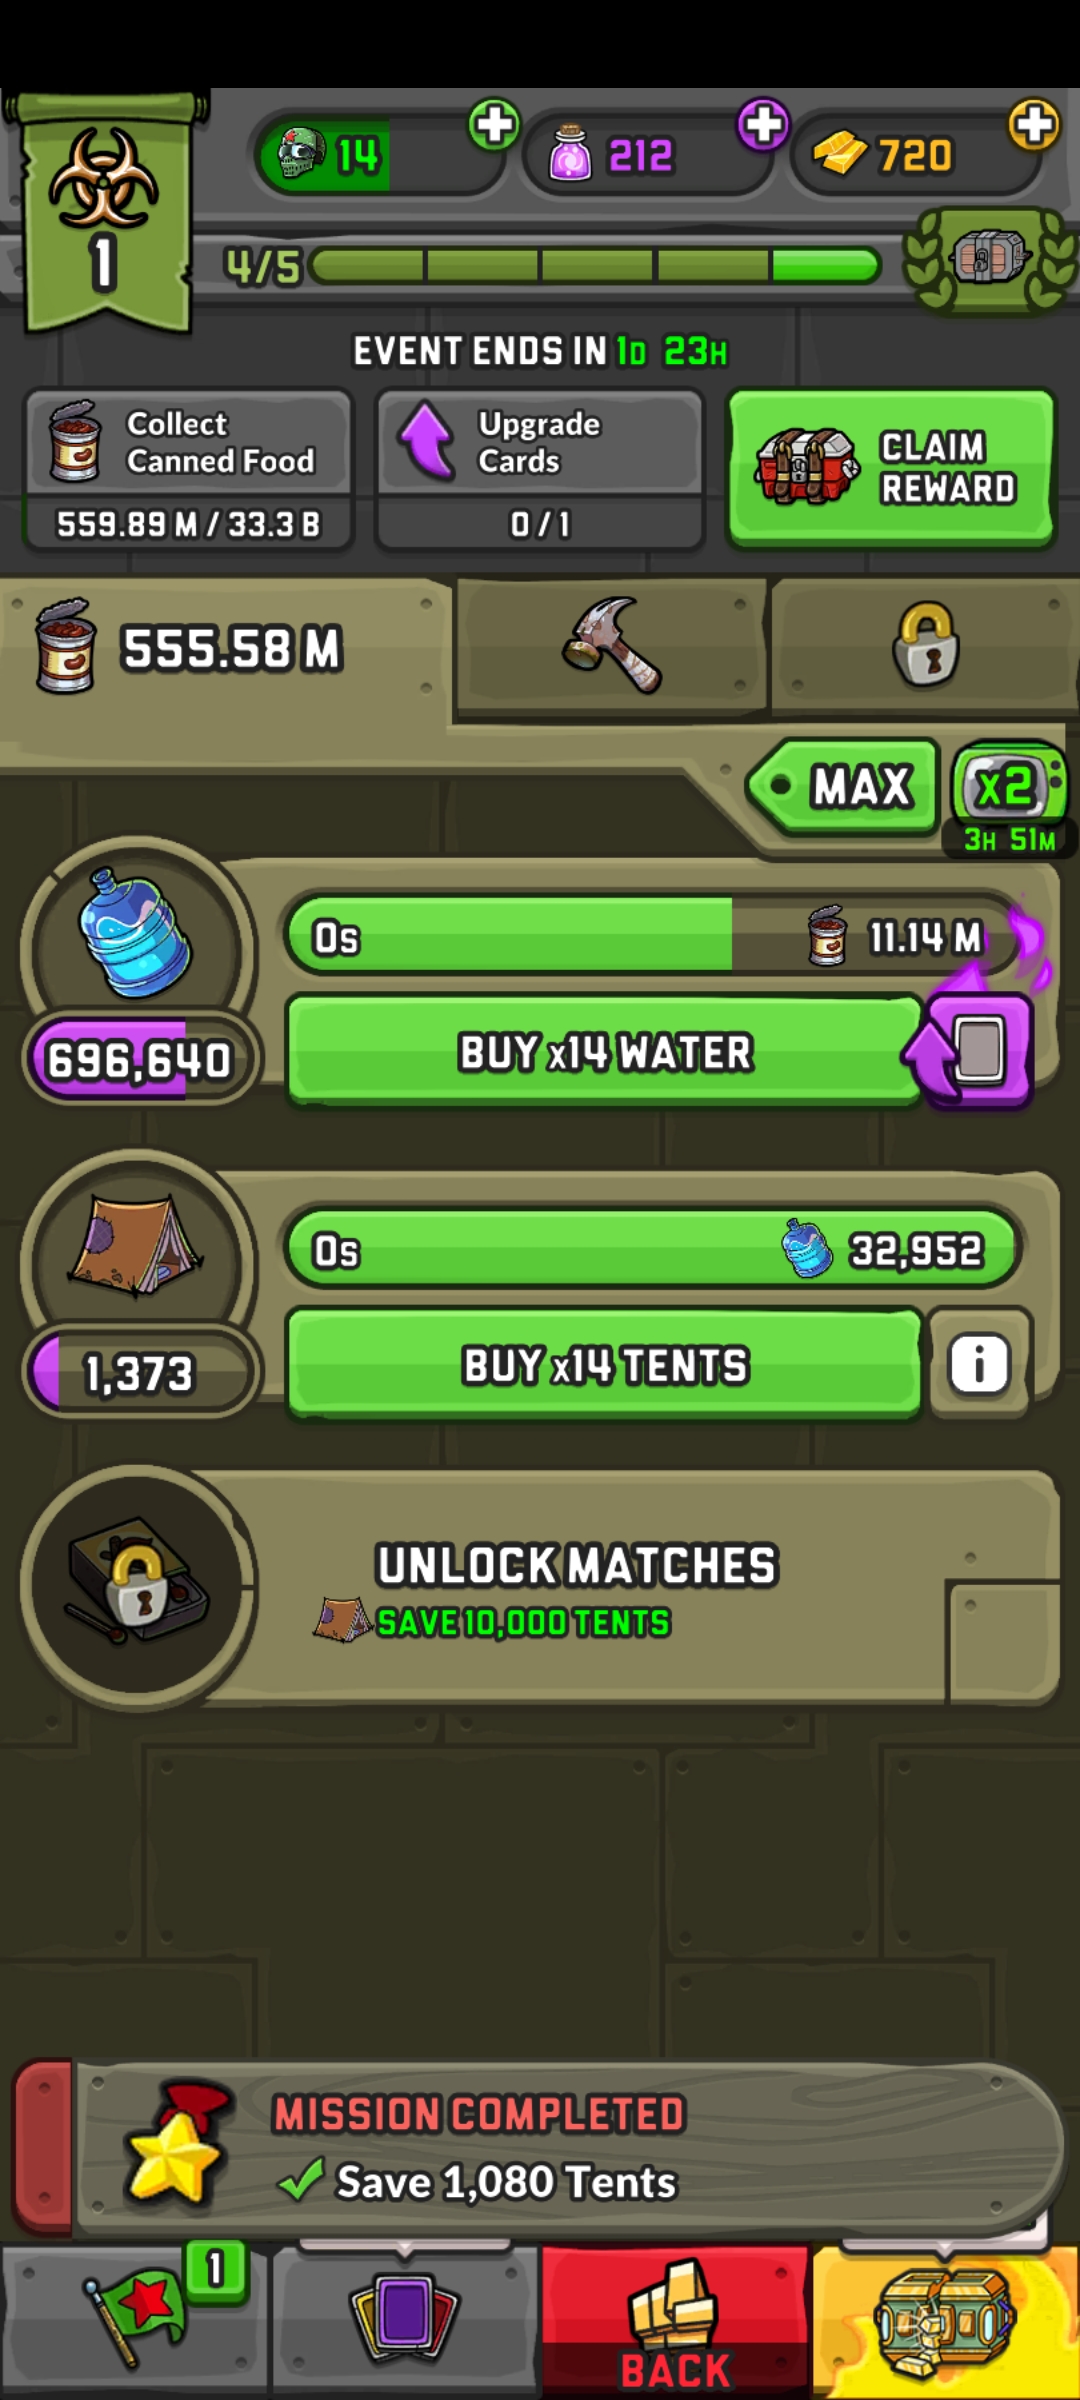 14
212
720
1
4/5
EVENT ENDS IN 1D 23H
Collect
Canned Food
559.89 M / 33.3 B
Upgrade
Cards
0 / 1
CLAIM
REWARD
555.58 M
MAX
x2
3H 51M
0s
11.14 M
696,640
BUY x14 WATER
0s
32,952
1,373
BUY x14 TENTS
i
UNLOCK MATCHES
SAVE 10,000 TENTS
MISSION COMPLETED
Save 1,080 Tents
1
BACK